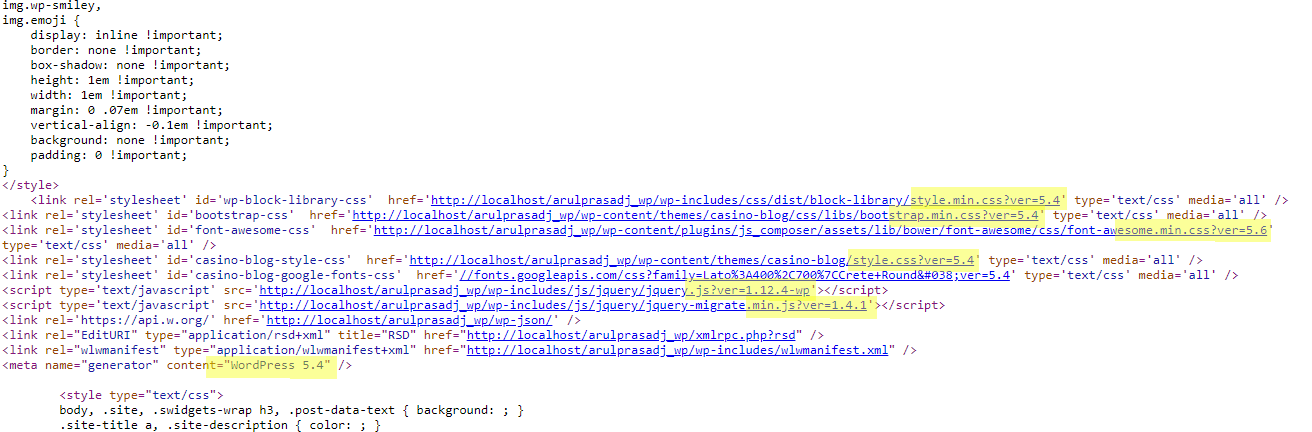 img.wp-smiley,
img.emoji {
    display: inline !important;
    border: none !important;
    box-shadow: none !important;
    height: 1em !important;
    width: 1em !important;
    margin: 0 .07em !important;
    vertical-align: -0.1em !important;
    background: none !important;
    padding: 0 !important;
}
</style>
    <link rel='stylesheet' id='wp-block-library-css'  href='http://localhost/arulprasadj_wp/wp-includes/css/dist/block-library/style.min.css?ver=5.4' type='text/css' media='all' />
<link rel='stylesheet' id='bootstrap-css'  href='http://localhost/arulprasadj_wp/wp-content/themes/casino-blog/css/libs/bootstrap.min.css?ver=5.4' type='text/css' media='all' />
<link rel='stylesheet' id='font-awesome-css'  href='http://localhost/arulprasadj_wp/wp-content/plugins/js_composer/assets/lib/bower/font-awesome/css/font-awesome.min.css?ver=5.6'
type='text/css' media='all' />
<link rel='stylesheet' id='casino-blog-style-css'  href='http://localhost/arulprasadj_wp/wp-content/themes/casino-blog/style.css?ver=5.4' type='text/css' media='all' />
<link rel='stylesheet' id='casino-blog-google-fonts-css'  href='//fonts.googleapis.com/css?family=Lato%3A400%2C700%7CCrete+Round&#038;ver=5.4' type='text/css' media='all' />
<script type='text/javascript' src='http://localhost/arulprasadj_wp/wp-includes/js/jquery/jquery.js?ver=1.12.4-wp'></script>
<script type='text/javascript' src='http://localhost/arulprasadj_wp/wp-includes/js/jquery/jquery-migrate.min.js?ver=1.4.1'></script>
<link rel='https://api.w.org/' href='http://localhost/arulprasadj_wp/wp-json/' />
<link rel="EditURI" type="application/rsd+xml" title="RSD" href="http://localhost/arulprasadj_wp/xmlrpc.php?rsd" />
<link rel="wlwmanifest" type="application/wlwmanifest+xml" href="http://localhost/arulprasadj_wp/wp-includes/wlwmanifest.xml" />
<meta name="generator" content="WordPress 5.4" />
        <style type="text/css">
        body, .site, .swidgets-wrap h3, .post-data-text { background: ; }
        .site-title a, .site-description { color: ; }